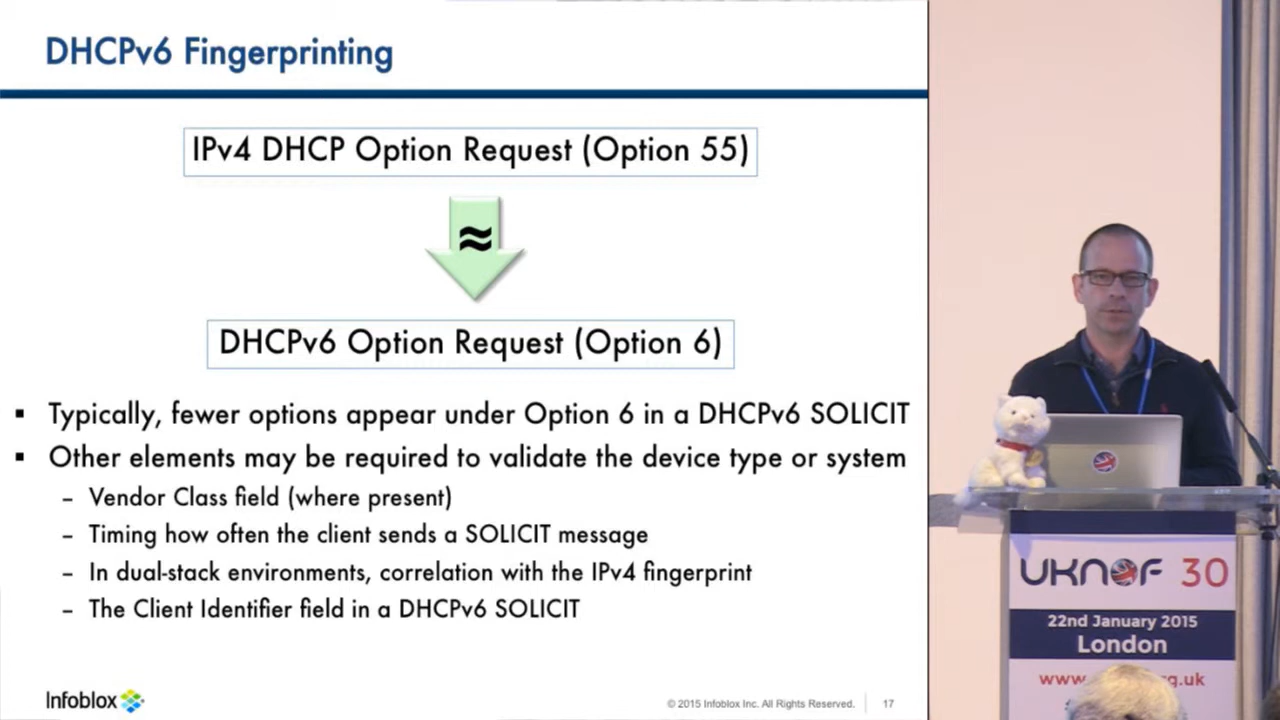 DHCPv6 Fingerprinting
IPv4 DHCP Option Request (Option 55)
≈
DHCPv6 Option Request (Option 6)
▪ Typically, fewer options appear under Option 6 in a DHCPv6 SOLICIT
▪ Other elements may be required to validate the device type or system
– Vendor Class field (where present)
– Timing how often the client sends a SOLICIT message
– In dual-stack environments, correlation with the IPv4 fingerprint
– The Client Identifier field in a DHCPv6 SOLICIT
Infoblox
© 2015 Infoblox Inc. All Rights Reserved.
17
UKNOF 30
22nd January 2015
London